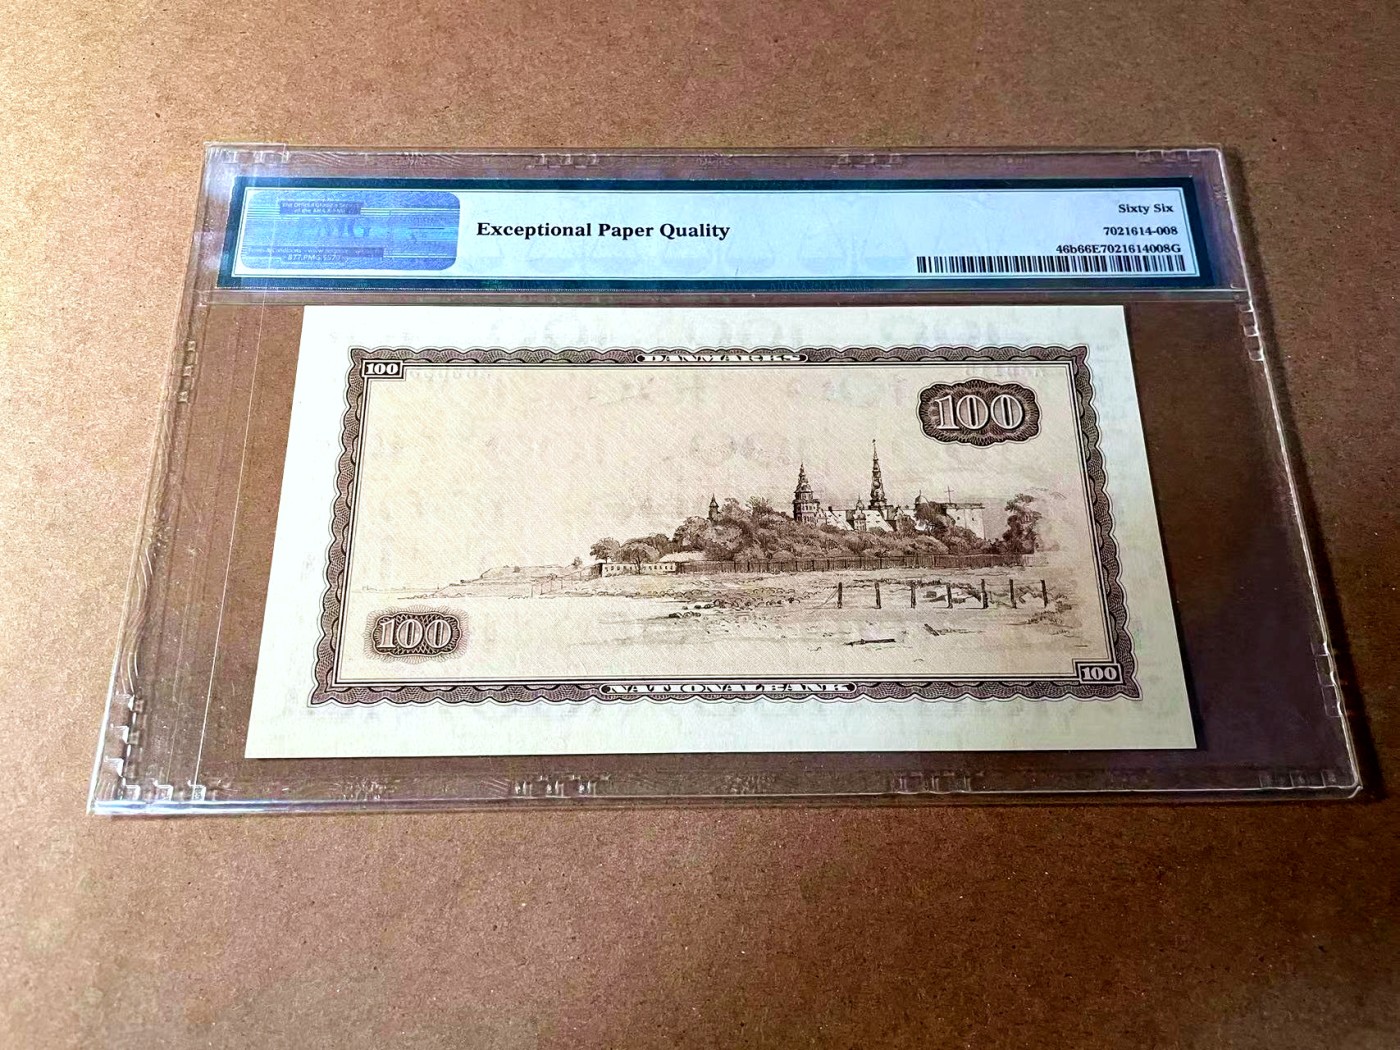 Exceptional Paper Quality
Sixty Six
7021614-008
46b66E7021614008G
DANMARKS
100
100
100
100
NATIONALBANK